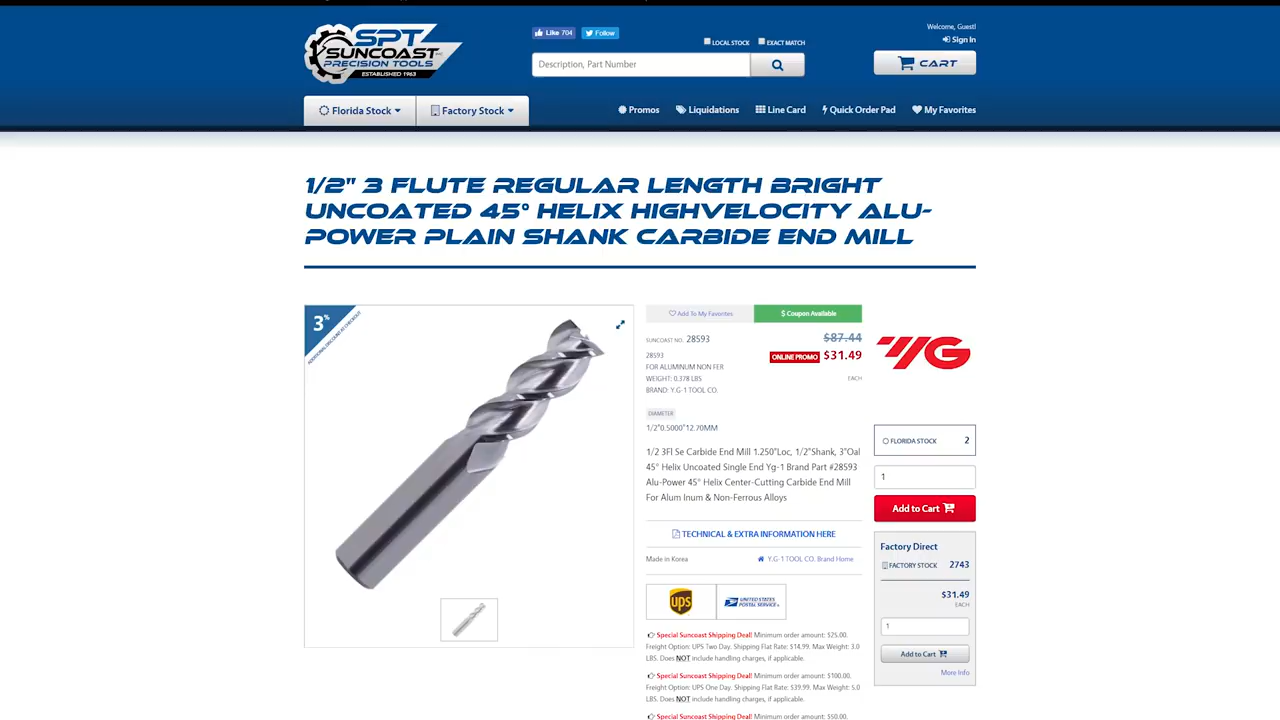 SPT
SUNCOAST
PRECISION TOOLS
ESTABLISHED 1963
Like 704
Follow
LOCAL STOCK
EXACT MATCH
Description, Part Number
Welcome, Guest!
Sign In
CART
Florida Stock
Factory Stock
Promos
Liquidations
Line Card
Quick Order Pad
My Favorites
1/2" 3 FLUTE REGULAR LENGTH BRIGHT
UNCOATED 45° HELIX HIGHVELOCITY ALU-
POWER PLAIN SHANK CARBIDE END MILL
3%
ADDITIONAL DISCOUNT AT CHECKOUT
Add To My Favorites
$ Coupon Available
SUNCOAST NO. 28593
$87.44
28593
ONLINE PROMO $31.49
FOR ALUMINUM NON FER
WEIGHT: 0.378 LBS
EACH
BRAND: Y.G-1 TOOL CO.
YG
DIAMETER
1/2"0.5000"12.70MM
1/2 3Fl Se Carbide End Mill 1.250"Loc, 1/2"Shank, 3"Oal
45° Helix Uncoated Single End Yg-1 Brand Part #28593
Alu-Power 45° Helix Center-Cutting Carbide End Mill
For Alum Inum & Non-Ferrous Alloys
TECHNICAL & EXTRA INFORMATION HERE
Made in Korea
Y.G-1 TOOL CO. Brand Home
ups
UNITED STATES
POSTAL SERVICE
Special Suncoast Shipping Deal! Minimum order amount: $25.00.
Freight Option: UPS Two Day. Shipping Flat Rate: $14.99. Max Weight: 3.0
LBS. Does NOT include handling charges, if applicable.
Special Suncoast Shipping Deal! Minimum order amount: $100.00.
Freight Option: UPS One Day. Shipping Flat Rate: $39.99. Max Weight: 5.0
LBS. Does NOT include handling charges, if applicable.
Special Suncoast Shipping Deal! Minimum order amount: $50.00.
FLORIDA STOCK 2
1
Add to Cart
Factory Direct
FACTORY STOCK 2743
$31.49
EACH
1
Add to Cart
More Info